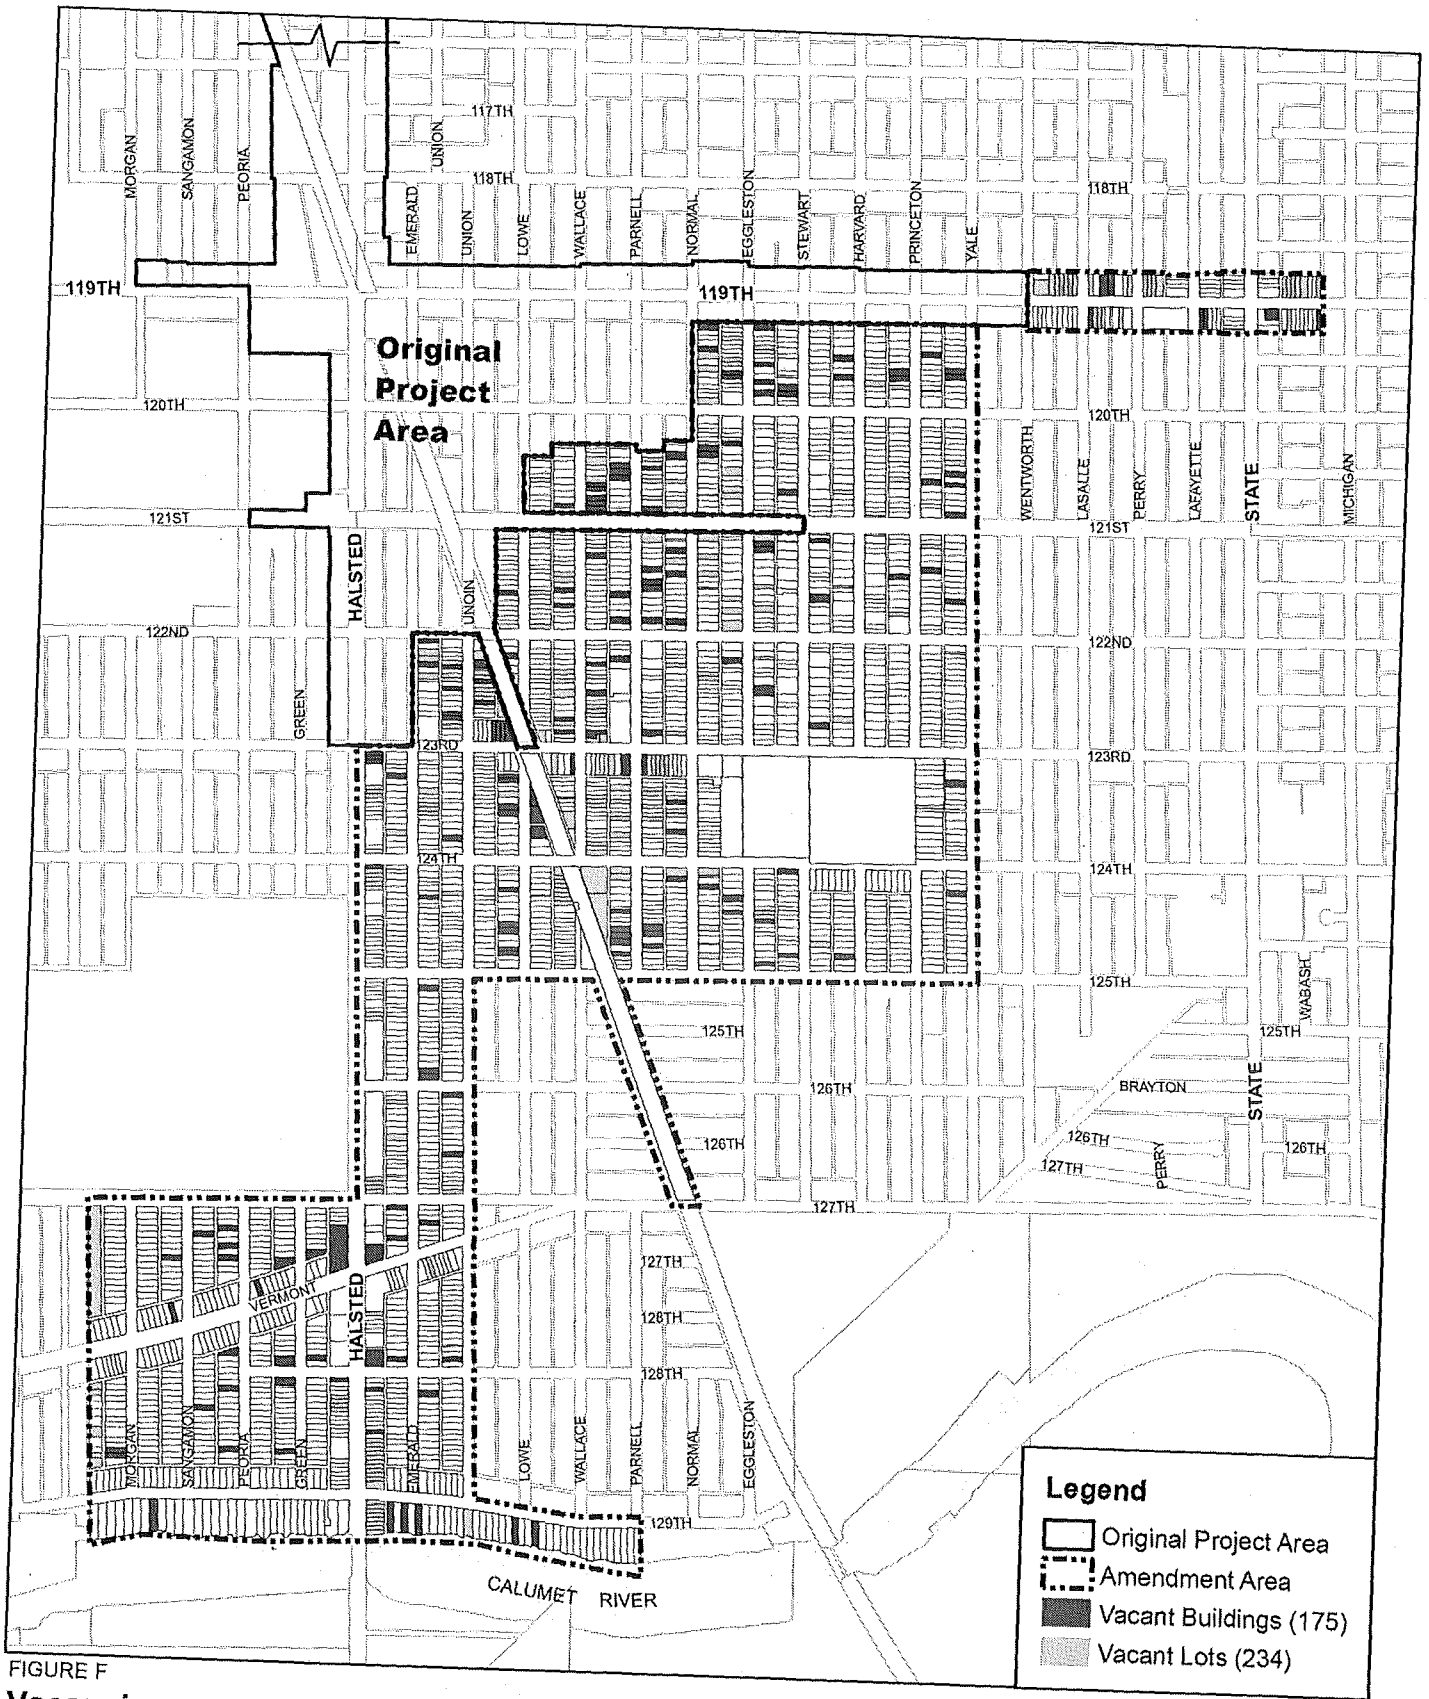 117TH
UNION
MORGAN
SANGAMON
PEORIA
118TH
118TH
EMERALD
UNION
LOWE
WALLACE
PARNELL
NORMAL
EGGLESTON
STEWART
HARVARD
PRINCETON
YALE
119TH
119TH
Original
Project
Area
120TH
120TH
WENTWORTH
LASALLE
PERRY
LAFAYETTE
STATE
MICHIGAN
121ST
121ST
HALSTED
UNOIN
122ND
122ND
GREEN
123RD
123RD
124TH
124TH
125TH
WABASH
125TH
125TH
126TH
BRAYTON
STATE
126TH
126TH
127TH
PERRY
126TH
127TH
127TH
VERMONT
HALSTED
128TH
128TH
MORGAN
SANGAMON
PEORIA
GREEN
EMERALD
LOWE
WALLACE
PARNELL
NORMAL
EGGLESTON
129TH
CALUMET RIVER
Legend
Original Project Area
Amendment Area
Vacant Buildings (175)
Vacant Lots (234)
FIGURE F